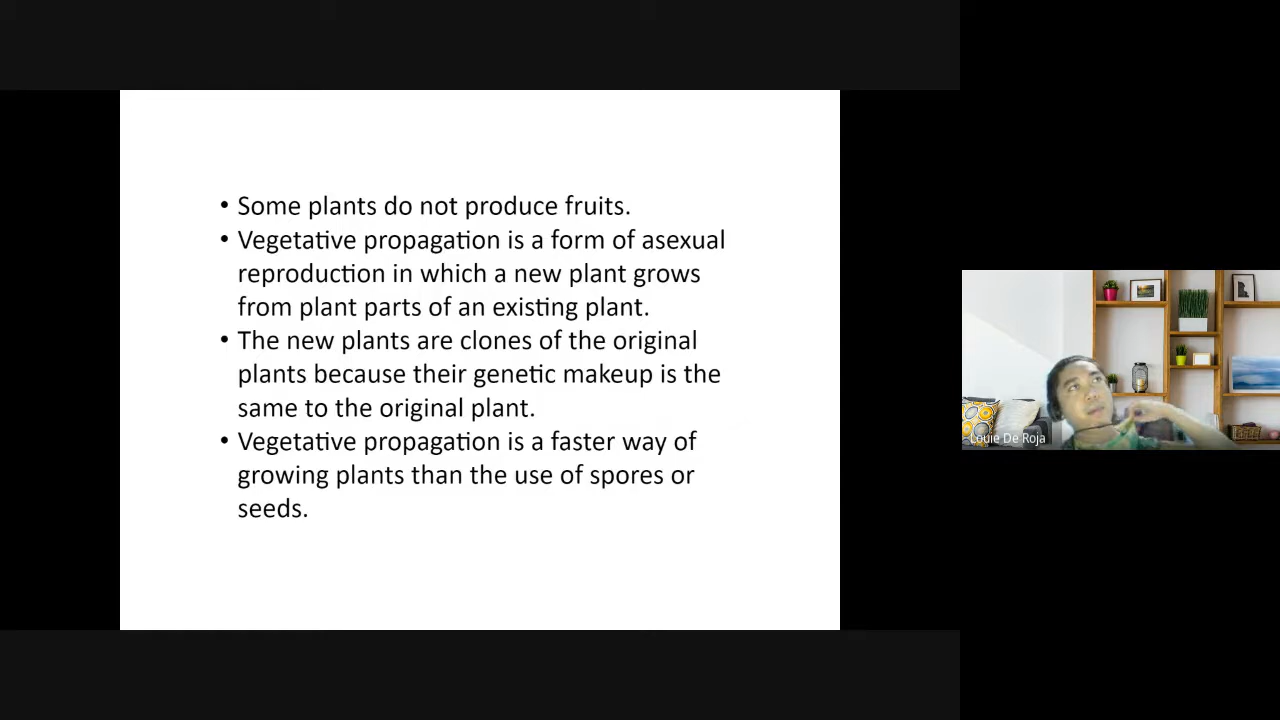 • Some plants do not produce fruits.
• Vegetative propagation is a form of asexual
reproduction in which a new plant grows
from plant parts of an existing plant.
• The new plants are clones of the original
plants because their genetic makeup is the
same to the original plant.
• Vegetative propagation is a faster way of
growing plants than the use of spores or
seeds.
Louie De Roja